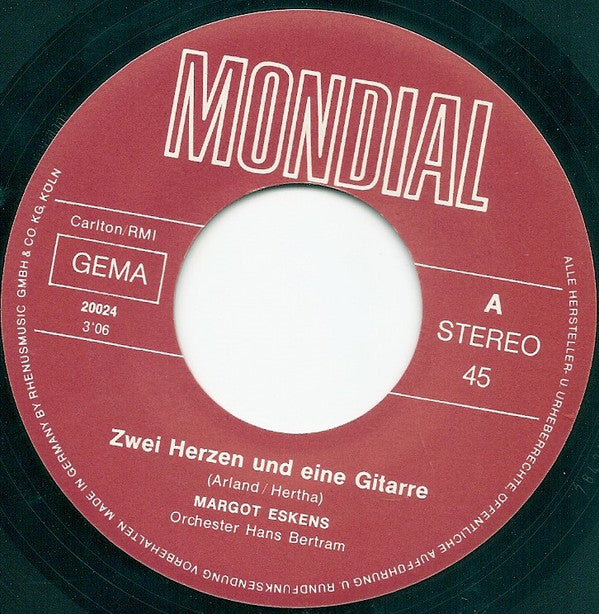 MONDIAL
Carlton/RMI
GEMA
20024
3'06
A
STEREO
45
Zwei Herzen und eine Gitarre
(Arland/Hertha)
MARGOT ESKENS
Orchester Hans Bertram
ALLE HERSTELLER- U. URHEBERRECHTE ÖFFENTLICHE AUFFÜHRUNG U. RUNDFUNKSENDUNG VORBEHALTEN MADE IN GERMANY BY RHENUSMUSIC GMBH & CO KG, KÖLN